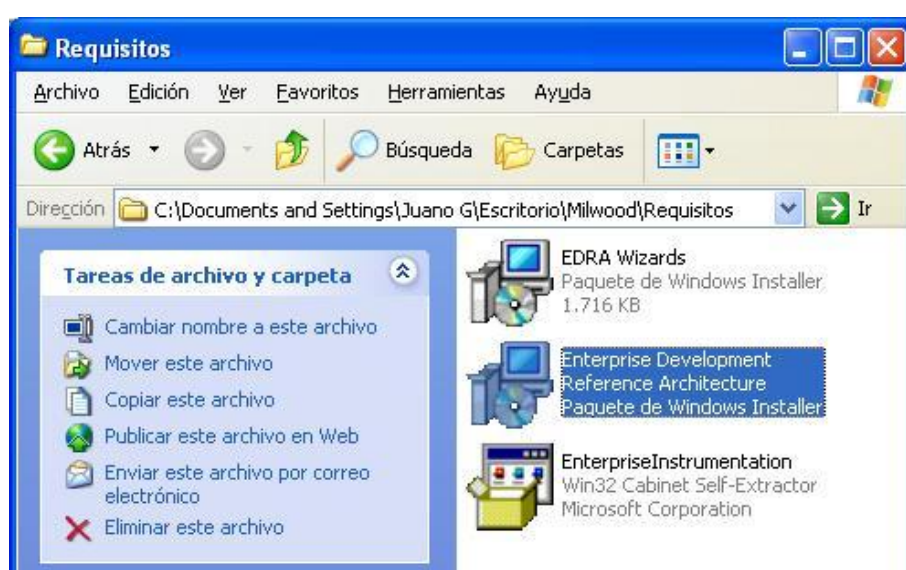 Requisitos
Archivo Edición Ver Favoritos Herramientas Ayuda
Atrás Búsqueda Carpetas
Dirección C:\Documents and Settings\Juano G\Escritorio\Milwood\Requisitos Ir
Tareas de archivo y carpeta
Cambiar nombre a este archivo
Mover este archivo
Copiar este archivo
Publicar este archivo en Web
Enviar este archivo por correo
electrónico
Eliminar este archivo
EDRA Wizards
Paquete de Windows Installer
1.716 KB
Enterprise Development
Reference Architecture
Paquete de Windows Installer
EnterpriseInstrumentation
Win32 Cabinet Self-Extractor
Microsoft Corporation